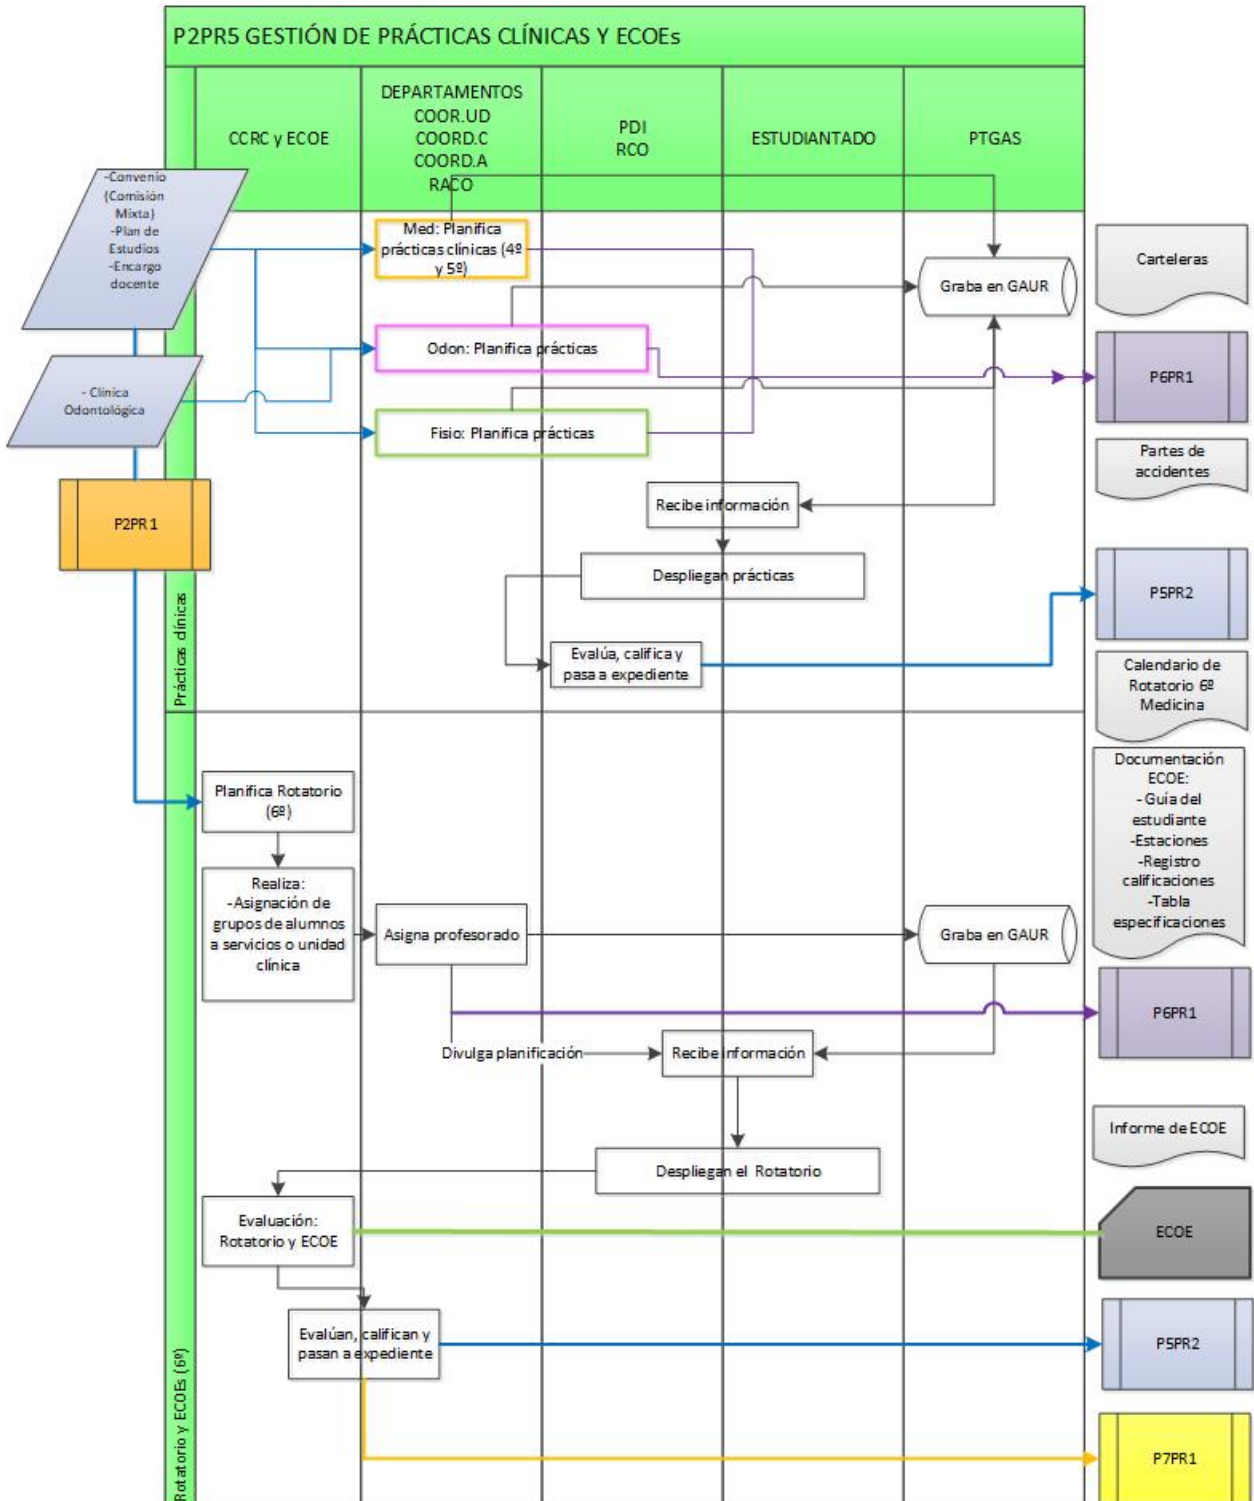 P2PR5 GESTIÓN DE PRÁCTICAS CLÍNICAS Y ECOEs
CCRC y ECOE
DEPARTAMENTOS
COOR.UD
COORD.C
COORD.A
RACO
PDI
RCO
ESTUDIANTADO
PTGAS
-Convenio
(Comisión
Mixta)
-Plan de
Estudios
-Encargo
docente
Med: Planifica
prácticas clínicas (4º
y 5º)
Graba en GAUR
Carteleras
Odon: Planifica prácticas
P6PR1
- Clínica
Odontológica
Fisio: Planifica prácticas
Partes de
accidentes
P2PR1
Recibe información
Despliegan prácticas
P5PR2
Prácticas clínicas
Evalúa, califica y
pasa a expediente
Calendario de
Rotatorio 6º
Medicina
Planifica Rotatorio
(6º)
Documentación
ECOE:
- Guía del
estudiante
-Estaciones
-Registro
calificaciones
-Tabla
especificaciones
Realiza:
-Asignación de
grupos de alumnos
a servicios o unidad
clínica
Asigna profesorado
Graba en GAUR
P6PR1
Divulga planificación
Recibe información
Informe de ECOE
Despliegan el Rotatorio
Evaluación:
Rotatorio y ECOE
ECOE
Evalúan, califican y
pasan a expediente
P5PR2
Rotatorio y ECOEs (6º)
P7PR1